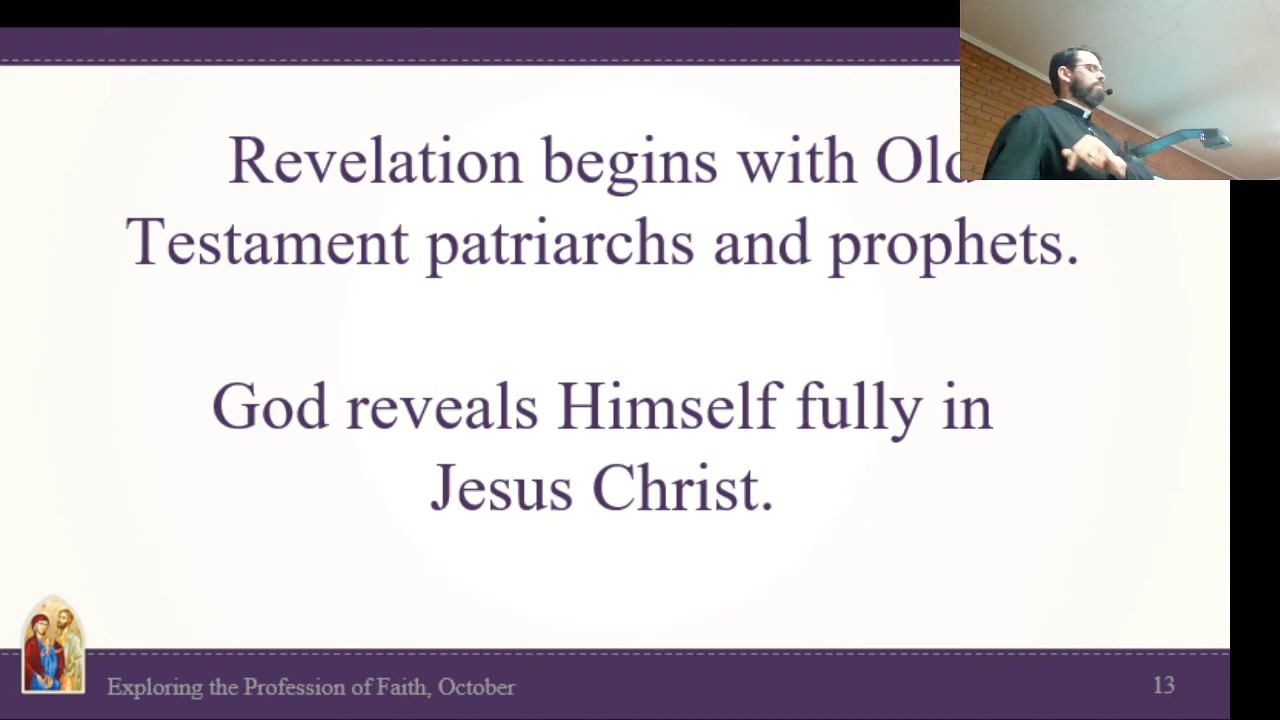 Revelation begins with Old
Testament patriarchs and prophets.
God reveals Himself fully in
Jesus Christ.
Exploring the Profession of Faith, October
13